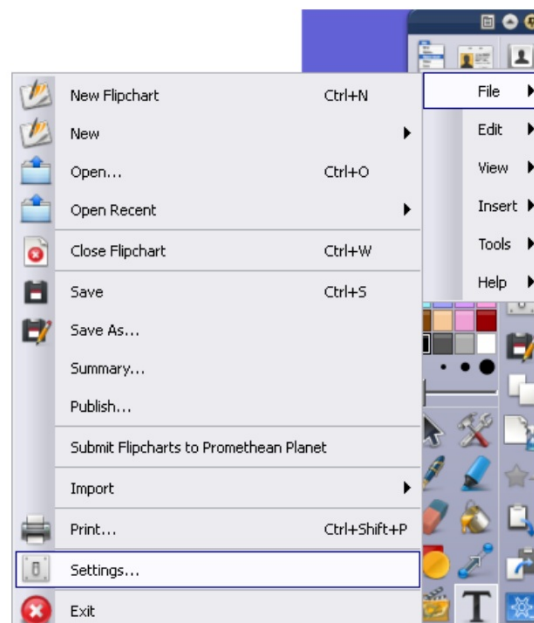 New Flipchart Ctrl+N
New
Open... Ctrl+O
Open Recent
Close Flipchart Ctrl+W
Save Ctrl+S
Save As...
Summary...
Publish...
Submit Flipcharts to Promethean Planet
Import
Print... Ctrl+Shift+P
Settings...
Exit
File
Edit
View
Insert
Tools
Help
T